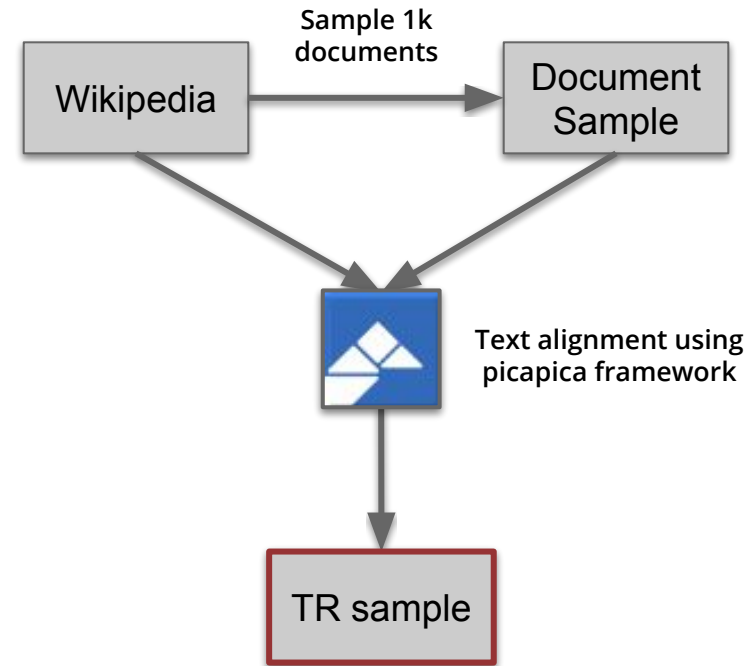 Sample 1k
documents
Wikipedia
Document
Sample
Text alignment using
picapica framework
TR sample